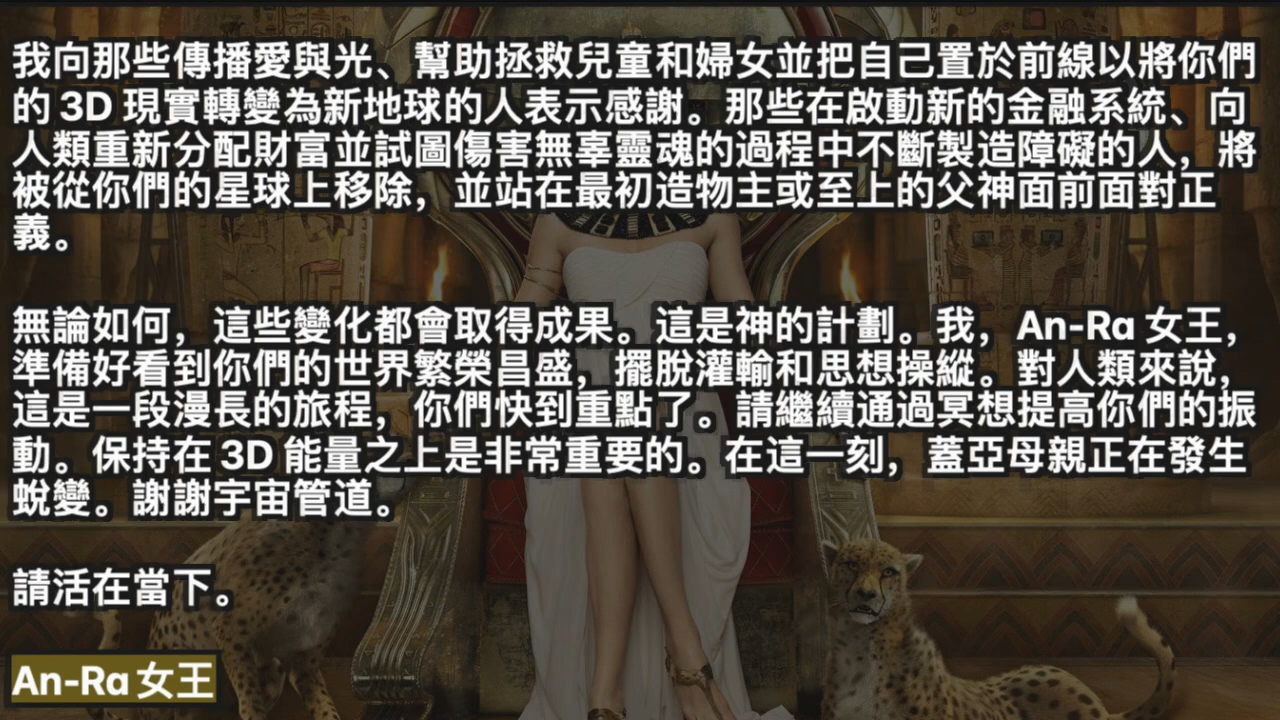 我向那些傳播愛與光、幫助拯救兒童和婦女並把自己置於前線以將你們
的 3D 現實轉變為新地球的人表示感謝。那些在啟動新的金融系統、向
人類重新分配財富並試圖傷害無辜靈魂的過程中不斷製造障礙的人，將
被從你們的星球上移除，並站在最初造物主或至上的父神面前面對正
義。
無論如何，這些變化都會取得成果。這是神的計劃。我，An-Ra 女王，
準備好看到你們的世界繁榮昌盛，擺脫灌輸和思想操縱。對人類來說，
這是一段漫長的旅程，你們快到重點了。請繼續通過冥想提高你們的振
動。保持在 3D 能量之上是非常重要的。在這一刻，蓋亞母親正在發生
蛻變。謝謝宇宙管道。
請活在當下。
An-Ra 女王